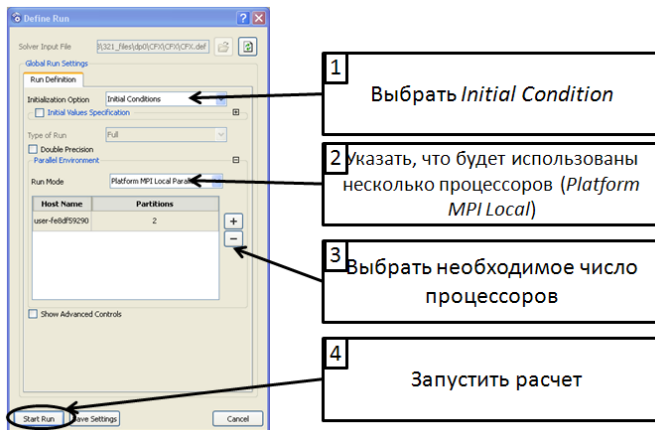 Define Run
Solver Input File
l\321_files\dp0\CFX\CFX\CFX.def
Global Run Settings
Run Definition
Initialization Option
Initial Conditions
Initial Values Specification
Type of Run
Full
Double Precision
Parallel Environment
Run Mode
Platform MPI Local Parall
Host Name
Partitions
user-fe8df59290
2
+
−
Show Advanced Controls
Start Run
ave Settings
Cancel
1
Выбрать Initial Condition
2
Указать, что будет использованы
несколько процессоров (Platform
MPI Local)
3
Выбрать необходимое число
процессоров
4
Запустить расчет